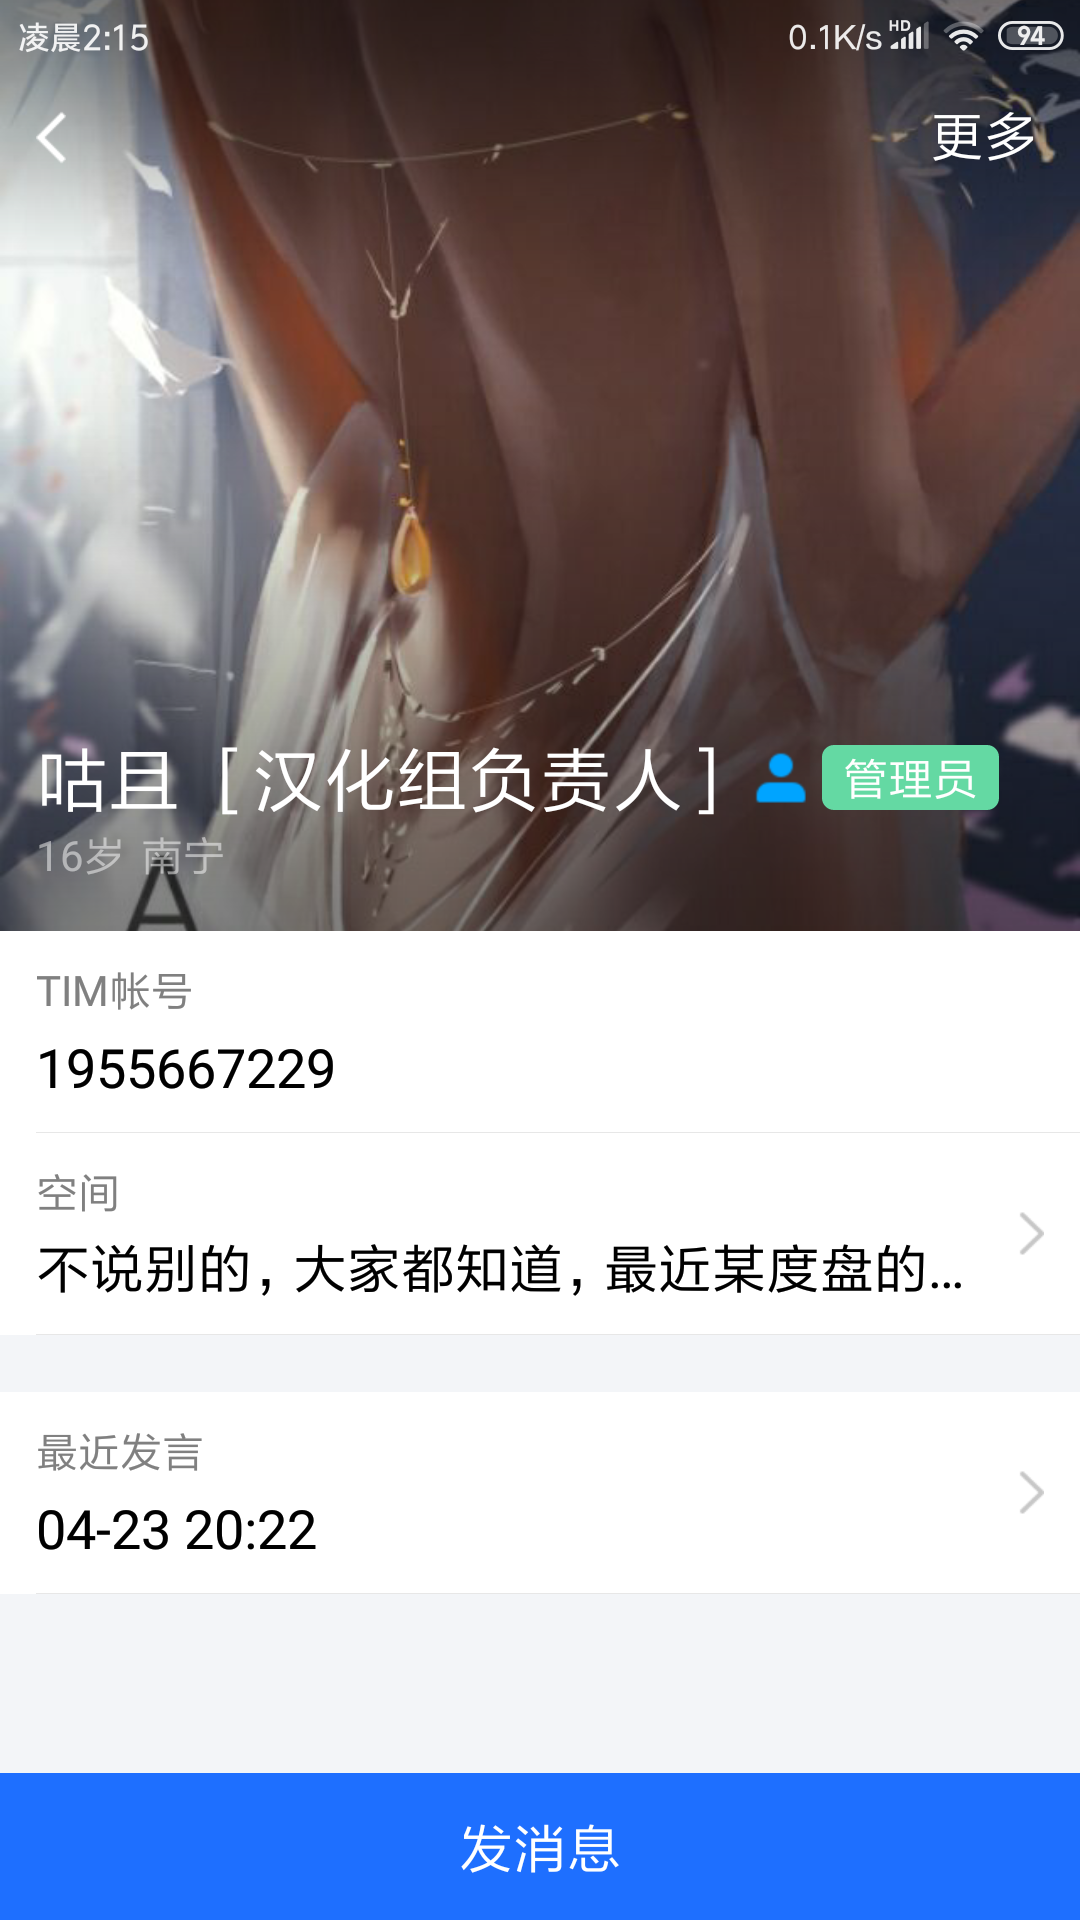 凌晨2:15 0.1K/s HD 94
更多
咕且［汉化组负责人］ 管理员
16岁 南宁
A
TIM帐号
1955667229
空间
不说别的，大家都知道，最近某度盘的...
最近发言
04-23 20:22
发消息